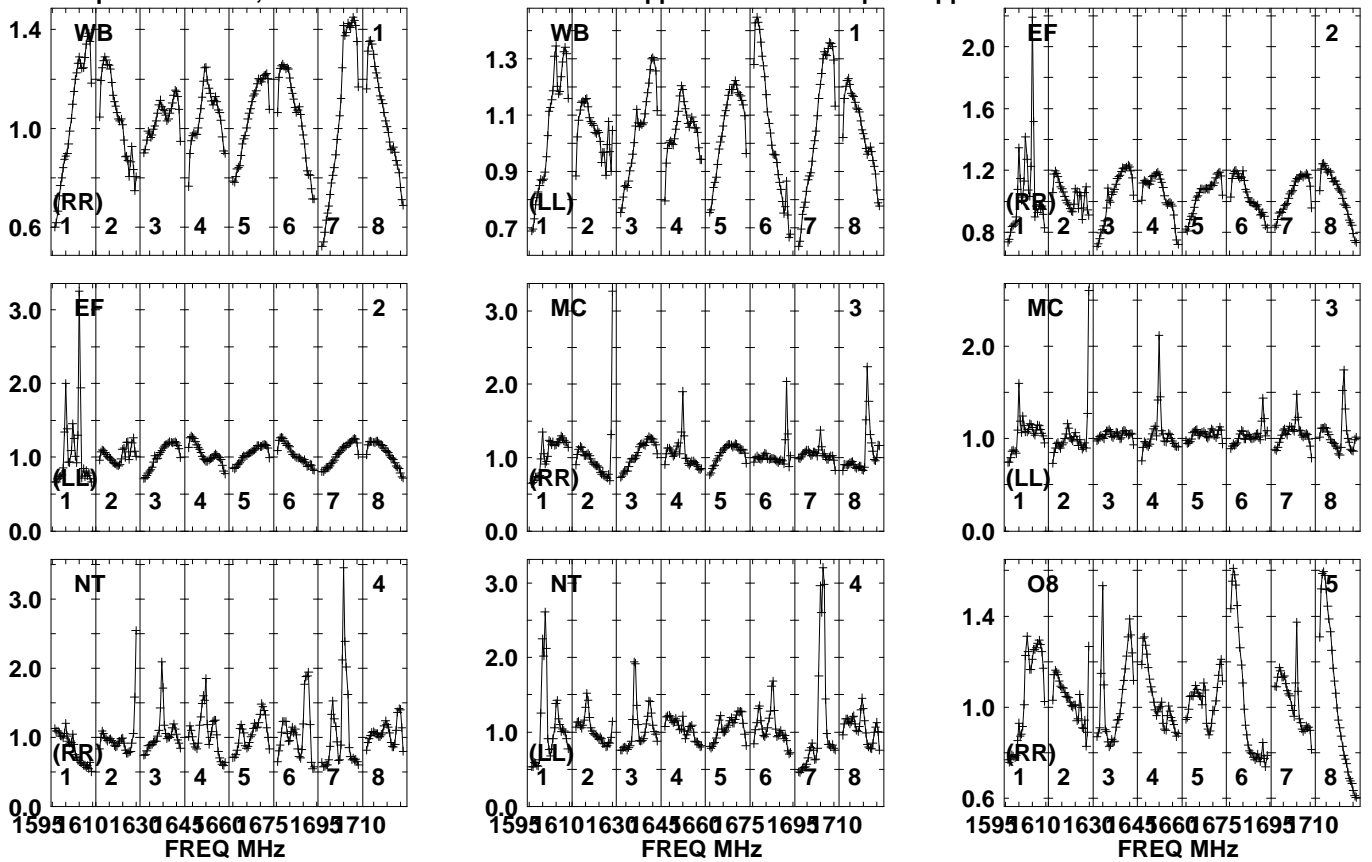 1.4 WB 1
1.0
0.6 (RR)
1 2 3 4 5 6 7 8
WB 1
1.3
1.1
0.9
0.7 (LL)
1 2 3 4 5 6 7 8
EF 2
2.0
1.6
1.2
0.8 (RR)
1 2 3 4 5 6 7 8
EF 2
3.0
2.0
1.0
(LL)
1 2 3 4 5 6 7 8
0.0
MC 3
3.0
2.0
1.0
(RR)
1 2 3 4 5 6 7 8
0.0
MC 3
2.0
1.0
(LL)
1 2 3 4 5 6 7 8
0.0
NT 4
3.0
2.0
1.0
(RR)
1 2 3 4 5 6 7 8
0.0
1595 1610 1630 1645 1660 1675 1695 1710
FREQ MHz
NT 4
3.0
2.0
1.0
(LL)
1 2 3 4 5 6 7 8
0.0
1595 1610 1630 1645 1660 1675 1695 1710
FREQ MHz
O8 5
1.4
1.0
(RR)
1 2 3 4 5 6 7 8
0.6
1595 1610 1630 1645 1660 1675 1695 1710
FREQ MHz